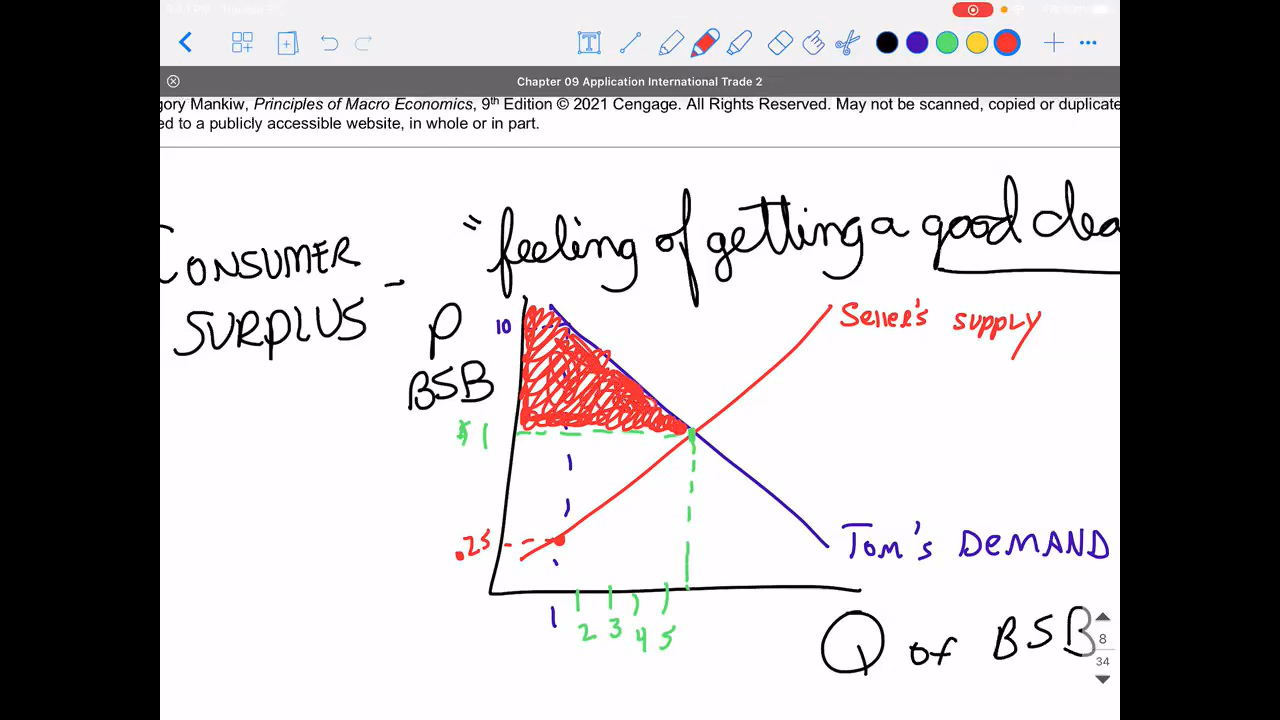 Chapter 09 Application International Trade 2
gory Mankiw, Principles of Macro Economics, 9th Edition © 2021 Cengage. All Rights Reserved. May not be scanned, copied or duplicate
ed to a publicly accessible website, in whole or in part.
CONSUMER SURPLUS -
"feeling of getting a good dea
P
BSB
10
$1
.25
Seller's supply
Tom's DEMAND
1 2 3 4 5
Q of BSB
8
34
T